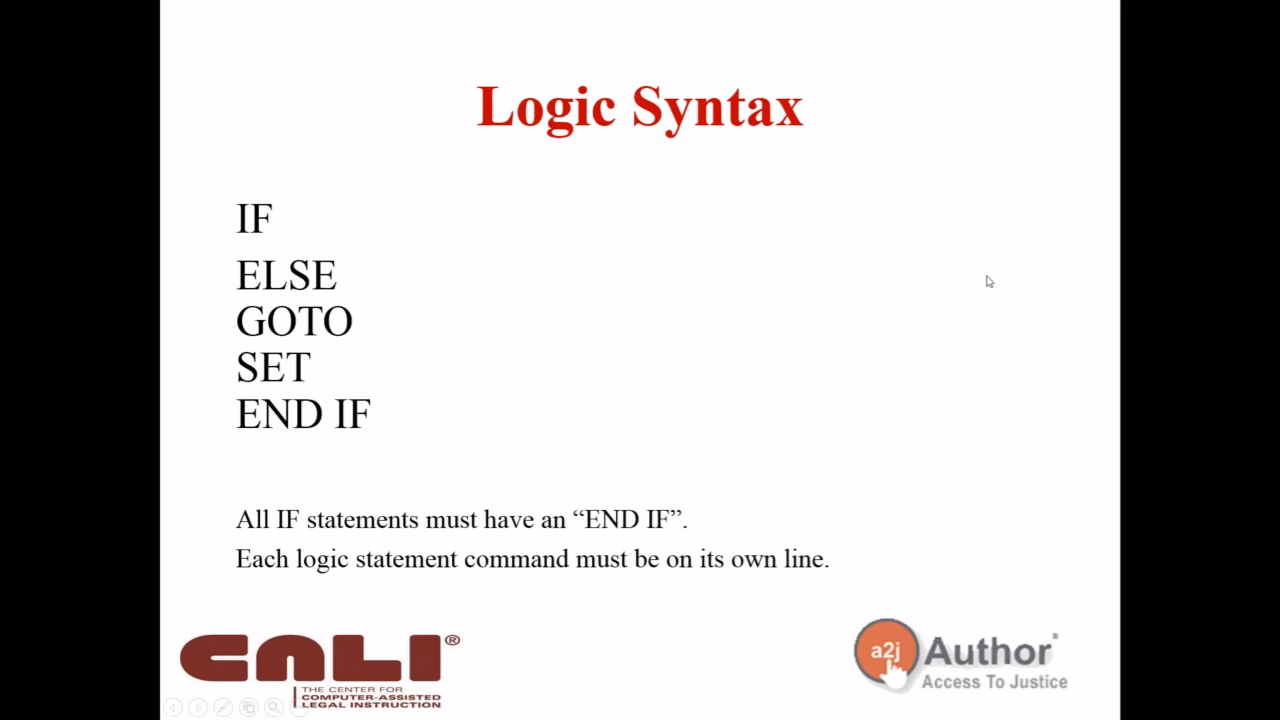 Logic Syntax
IF
ELSE
GOTO
SET
END IF
All IF statements must have an “END IF”.
Each logic statement command must be on its own line.
CALI®
THE CENTER FOR
COMPUTER-ASSISTED
LEGAL INSTRUCTION
a2j Author
Access To Justice